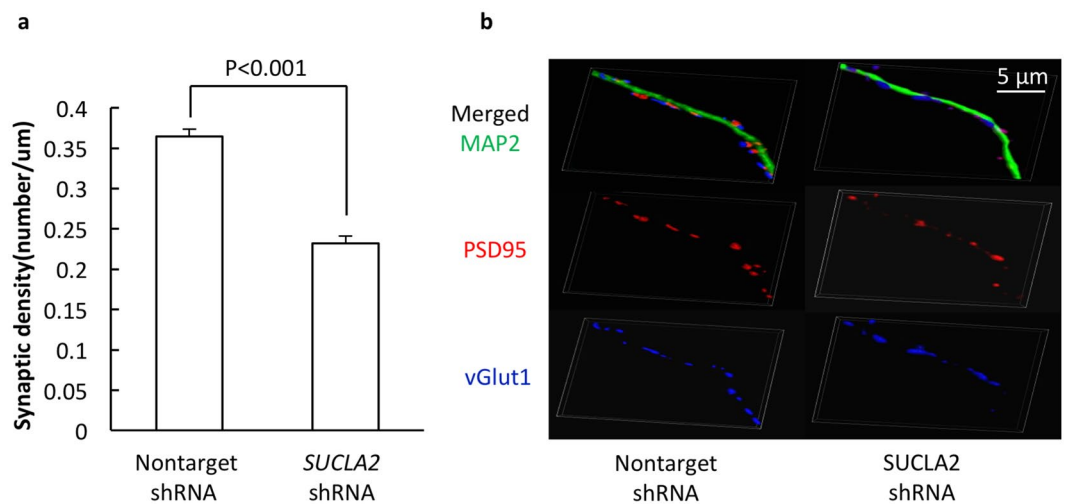 a
P<0.001
Synaptic density(number/um)
0.4
0.35
0.3
0.25
0.2
0.15
0.1
0.05
0
Nontarget
shRNA
SUCLA2
shRNA
b
5 µm
Merged
MAP2
PSD95
vGlut1
Nontarget
shRNA
SUCLA2
shRNA